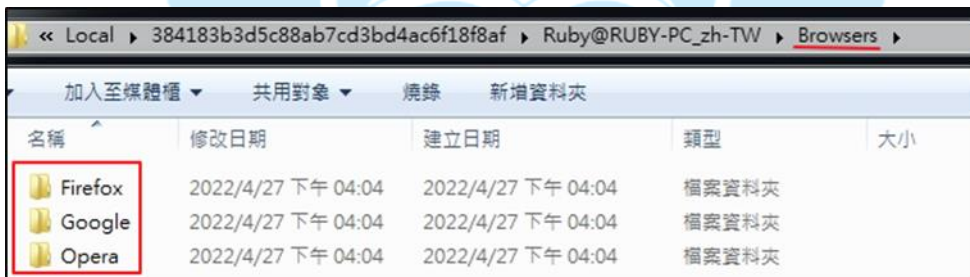 « Local ▸ 384183b3d5c88ab7cd3bd4ac6f18f8af ▸ Ruby@RUBY-PC_zh-TW ▸ Browsers ▸
加入至媒體櫃 ▼ 共用對象 ▼ 燒錄 新增資料夾
名稱 修改日期 建立日期 類型 大小
Firefox 2022/4/27 下午 04:04 2022/4/27 下午 04:04 檔案資料夾
Google 2022/4/27 下午 04:04 2022/4/27 下午 04:04 檔案資料夾
Opera 2022/4/27 下午 04:04 2022/4/27 下午 04:04 檔案資料夾